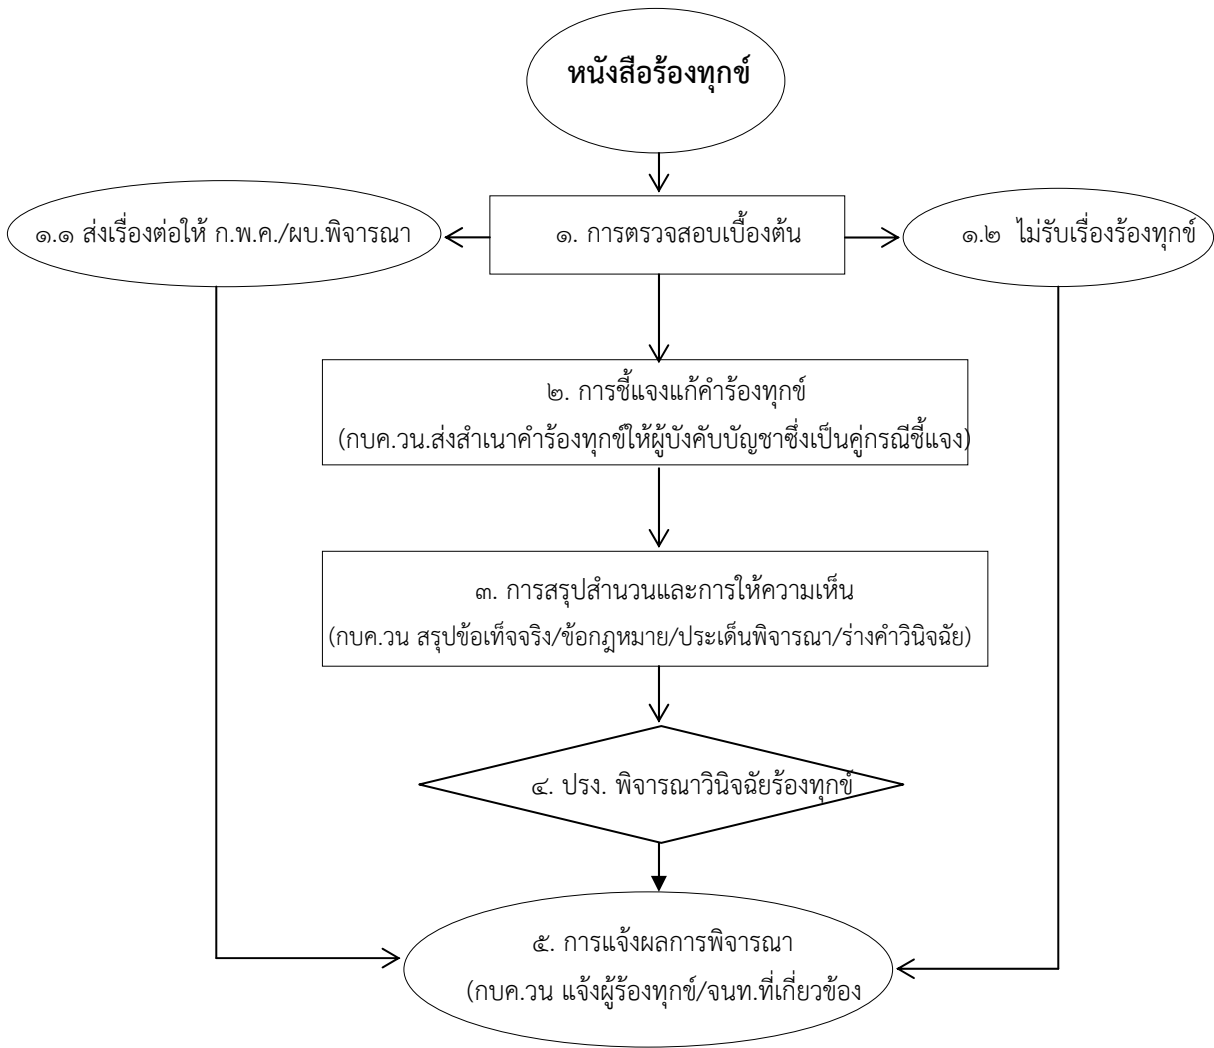 หนังสือร้องทุกข์
๑.๑ ส่งเรื่องต่อให้ ก.พ.ค./ผบ.พิจารณา
๑. การตรวจสอบเบื้องต้น
๑.๒ ไม่รับเรื่องร้องทุกข์
๒. การชี้แจงแก้คำร้องทุกข์
(กบค.วน.ส่งสำเนาคำร้องทุกข์ให้ผู้บังคับบัญชาซึ่งเป็นคู่กรณีชี้แจง)
๓. การสรุปสำนวนและการให้ความเห็น
(กบค.วน สรุปข้อเท็จจริง/ข้อกฎหมาย/ประเด็นพิจารณา/ร่างคำวินิจฉัย)
๔. ปรง. พิจารณาวินิจฉัยร้องทุกข์
๕. การแจ้งผลการพิจารณา
(กบค.วน แจ้งผู้ร้องทุกข์/จนท.ที่เกี่ยวข้อง